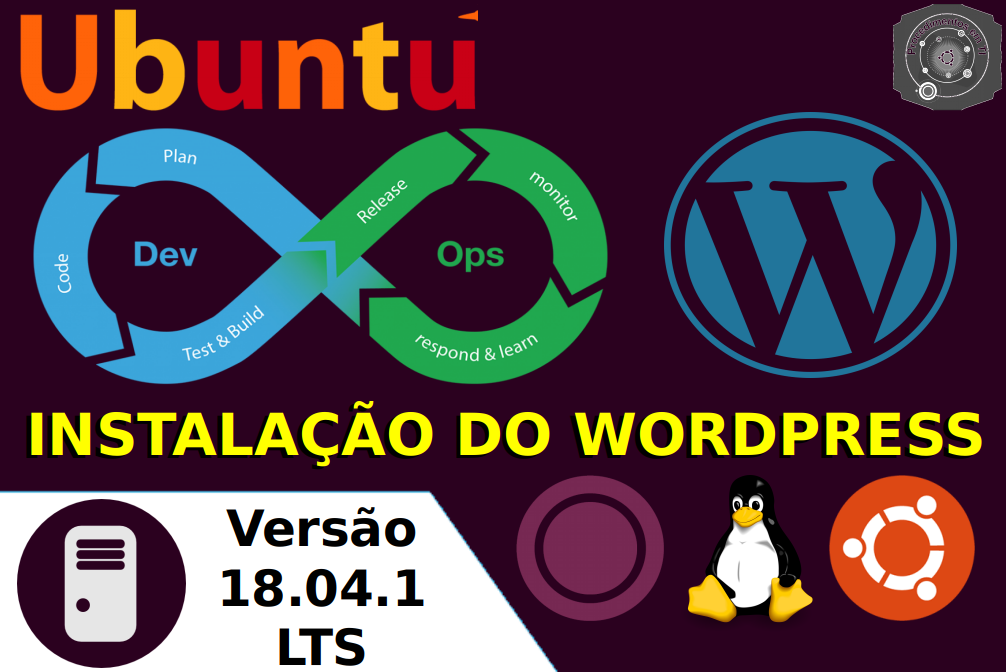 Ubuntu
Plan
Code
Dev
Test & Build
Release
monitor
Ops
respond & learn
INSTALAÇÃO DO WORDPRESS
Versão
18.04.1
LTS